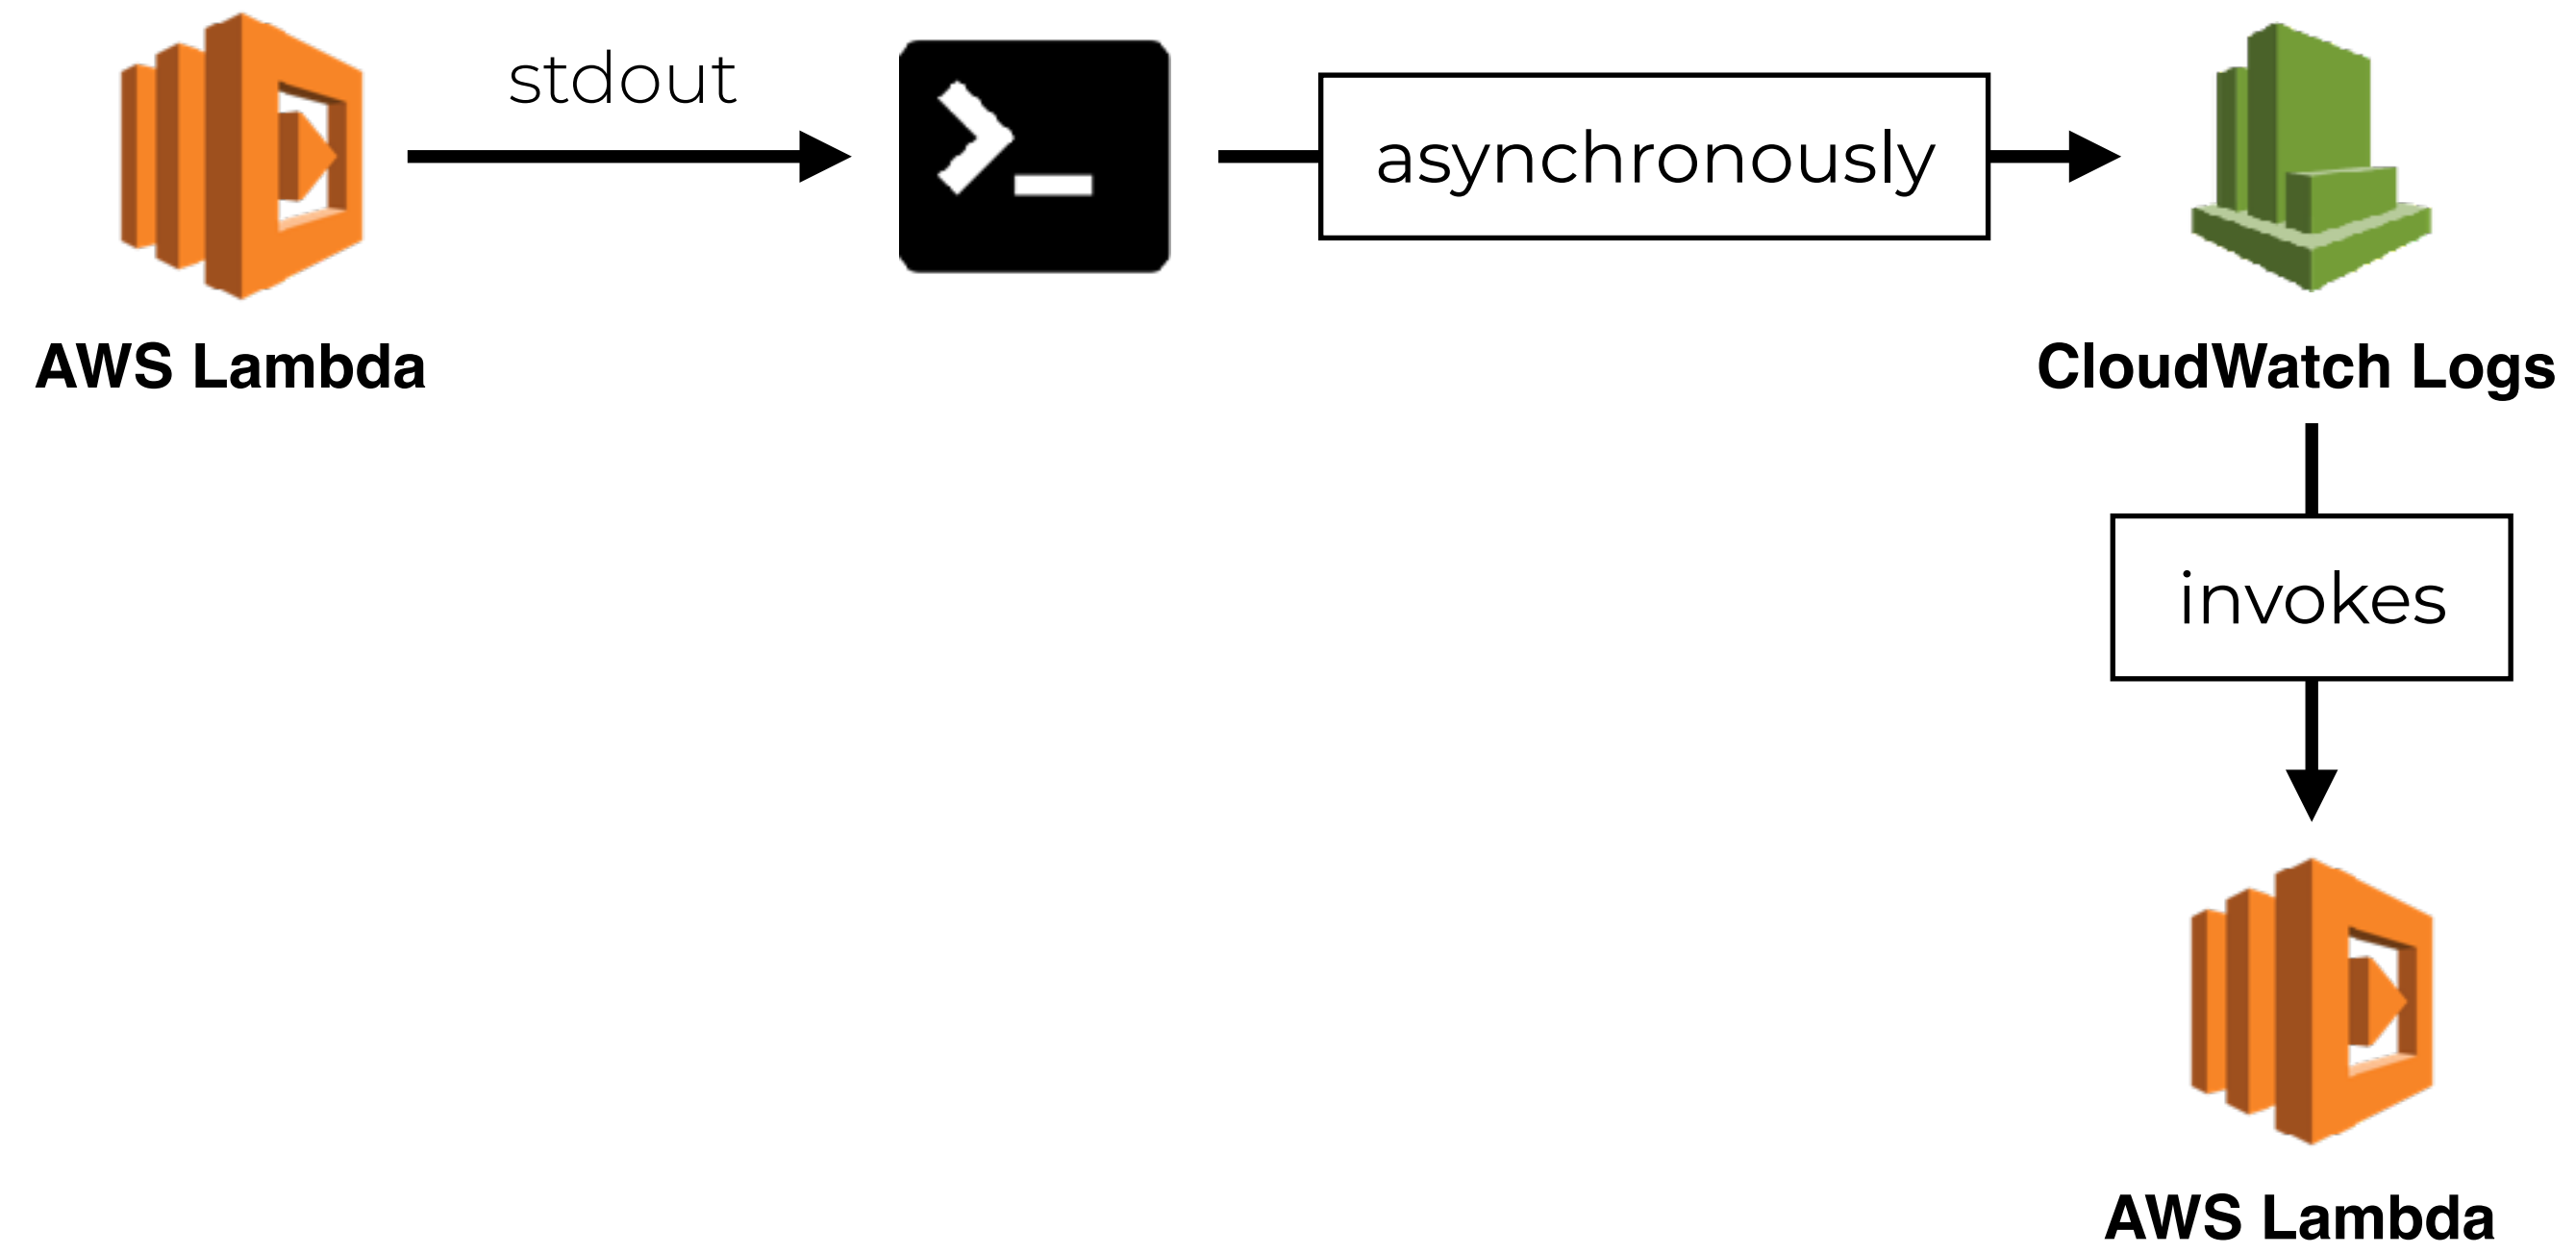 stdout
>_
asynchronously
AWS Lambda
CloudWatch Logs
invokes
AWS Lambda